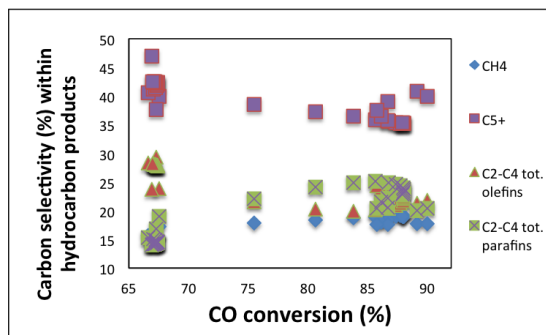 Carbon selectivity (%) within
hydrocarbon products
50
45
40
35
30
25
20
15
10
65
70
75
80
85
90
CO conversion (%)
CH4
C5+
C2-C4 tot.
olefins
C2-C4 tot.
parafins